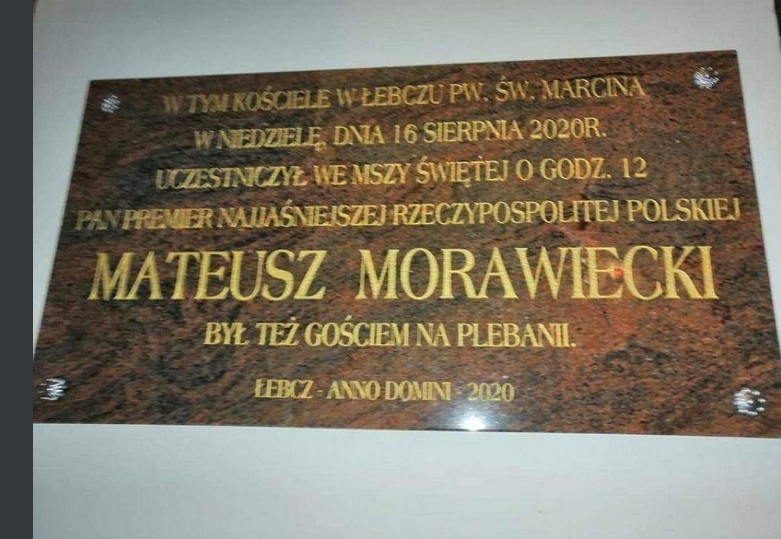 W TYM KOŚCIELE W ŁEBCZU PW. ŚW. MARCINA
W NIEDZIELĘ, DNIA 16 SIERPNIA 2020R.
UCZESTNICZYŁ WE MSZY ŚWIĘTEJ O GODZ. 12
PAN PREMIER NAJJAŚNIEJSZEJ RZECZYPOSPOLITEJ POLSKIEJ
MATEUSZ MORAWIECKI
BYŁ TEŻ GOŚCIEM NA PLEBANII.
ŁEBCZ - ANNO DOMINI - 2020